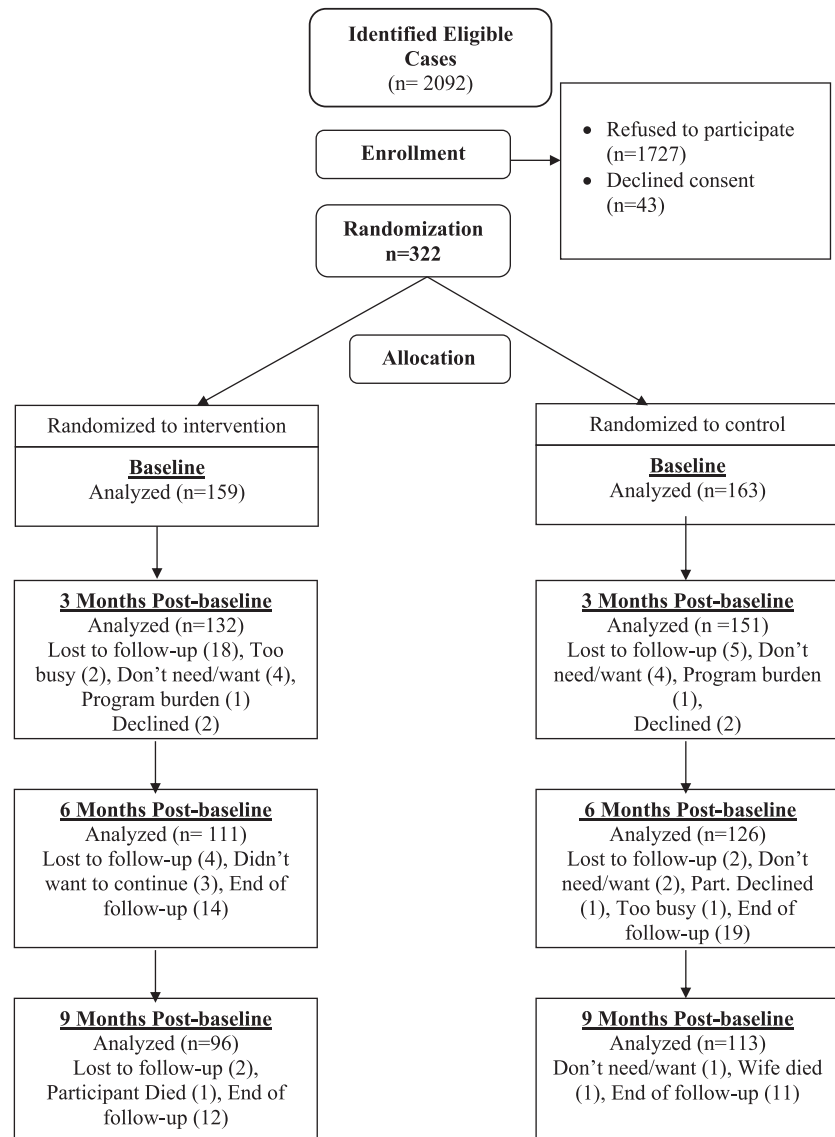 Identified Eligible
Cases
(n= 2092)
Enrollment
• Refused to participate
(n=1727)
• Declined consent
(n=43)
Randomization
n=322
Allocation
Randomized to intervention
Baseline
Analyzed (n=159)
Randomized to control
Baseline
Analyzed (n=163)
3 Months Post-baseline
Analyzed (n=132)
Lost to follow-up (18), Too
busy (2), Don’t need/want (4),
Program burden (1)
Declined (2)
3 Months Post-baseline
Analyzed (n =151)
Lost to follow-up (5), Don’t
need/want (4), Program burden
(1),
Declined (2)
6 Months Post-baseline
Analyzed (n= 111)
Lost to follow-up (4), Didn’t
want to continue (3), End of
follow-up (14)
6 Months Post-baseline
Analyzed (n=126)
Lost to follow-up (2), Don’t
need/want (2), Part. Declined
(1), Too busy (1), End of
follow-up (19)
9 Months Post-baseline
Analyzed (n=96)
Lost to follow-up (2),
Participant Died (1), End of
follow-up (12)
9 Months Post-baseline
Analyzed (n=113)
Don’t need/want (1), Wife died
(1), End of follow-up (11)